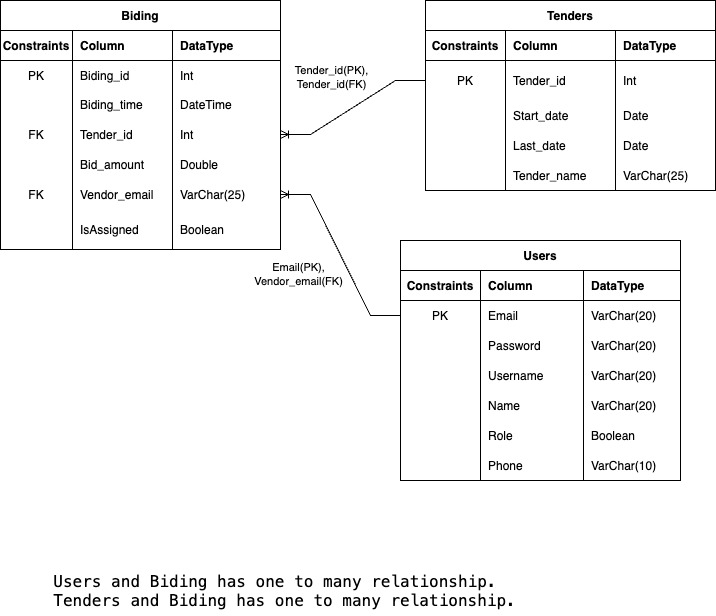 Biding
Constraints Column DataType
PK Biding_id Int
Biding_time DateTime
FK Tender_id Int
Bid_amount Double
FK Vendor_email VarChar(25)
IsAssigned Boolean
Tender_id(PK),
Tender_id(FK)
Tenders
Constraints Column DataType
PK Tender_id Int
Start_date Date
Last_date Date
Tender_name VarChar(25)
Email(PK),
Vendor_email(FK)
Users
Constraints Column DataType
PK Email VarChar(20)
Password VarChar(20)
Username VarChar(20)
Name VarChar(20)
Role Boolean
Phone VarChar(10)
Users and Biding has one to many relationship.
Tenders and Biding has one to many relationship.